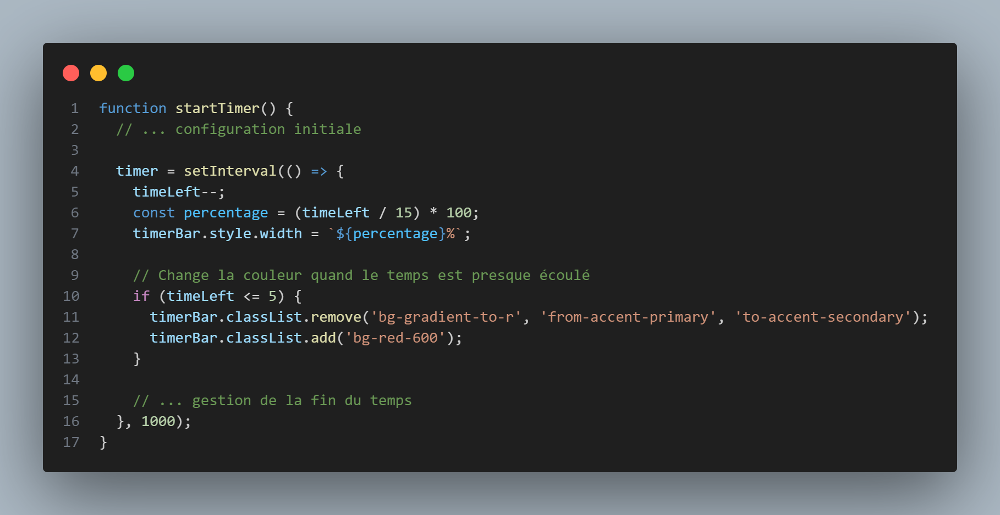 1 function startTimer() {
2 // ... configuration initiale
3
4 timer = setInterval(() => {
5 timeLeft--;
6 const percentage = (timeLeft / 15) * 100;
7 timerBar.style.width = `${percentage}%`;
8
9 // Change la couleur quand le temps est presque écoulé
10 if (timeLeft <= 5) {
11 timerBar.classList.remove('bg-gradient-to-r', 'from-accent-primary', 'to-accent-secondary');
12 timerBar.classList.add('bg-red-600');
13 }
14
15 // ... gestion de la fin du temps
16 }, 1000);
17 }